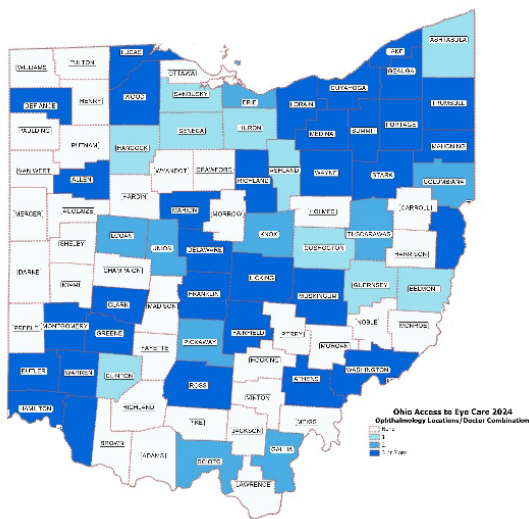 ASHTABULA
LUCAS
FULTON
WILLIAMS
LAKE
GEAUGA
OTTAWA
CUYAHOGA
SANDUSKY
ERIE
WOOD
HENRY
DEFIANCE
LORAIN
TRUMBULL
HURON
SENECA
MEDINA
SUMMIT
PORTAGE
PAULDING
PUTNAM
HANCOCK
MAHONING
VAN WEST
WYANDOT
CRAWFORD
RICHLAND
ASHLAND
WAYNE
STARK
ALLEN
COLUMBIANA
HARDIN
CARROLL
MERCER
AUGLAIZE
MARION
MORROW
HOLMES
TUSCARAWAS
LOGAN
UNION
KNOX
COSHOCTON
SHELBY
DELAWARE
HARRISON
DARKE
CHAMPAIGN
LICKING
GUERNSEY
BELMON
MIAMI
CLARK
MADISON
FRANKLIN
MUSKINGUM
NOBLE
MONROE
PREBLE
MONTGOMERY
GREENE
FAIRFIELD
PERRY
MORGAN
FAYETTE
PICKAWAY
HOCKING
BUTLER
WARREN
CLINTON
ROSS
ATHENS
WASHINGTON
VINTON
HAMILTON
HIGHLAND
PIKE
MEIGS
JACKSON
BROWN
ADAMS
SCIOTO
GALLIA
LAWRENCE
Ohio Access to Eye Care 2024
Ophthalmology Locations/Doctor Combination
None
1
2
3 or More